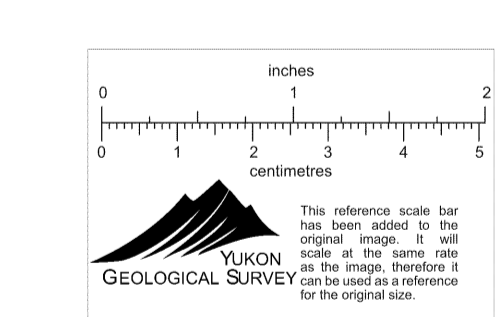 inches
0 1 2
0 1 2 3 4 5
centimetres
YUKON
GEOLOGICAL SURVEY
This reference scale bar
has been added to the
original image. It will
scale at the same rate
as the image, therefore it
can be used as a reference
for the original size.